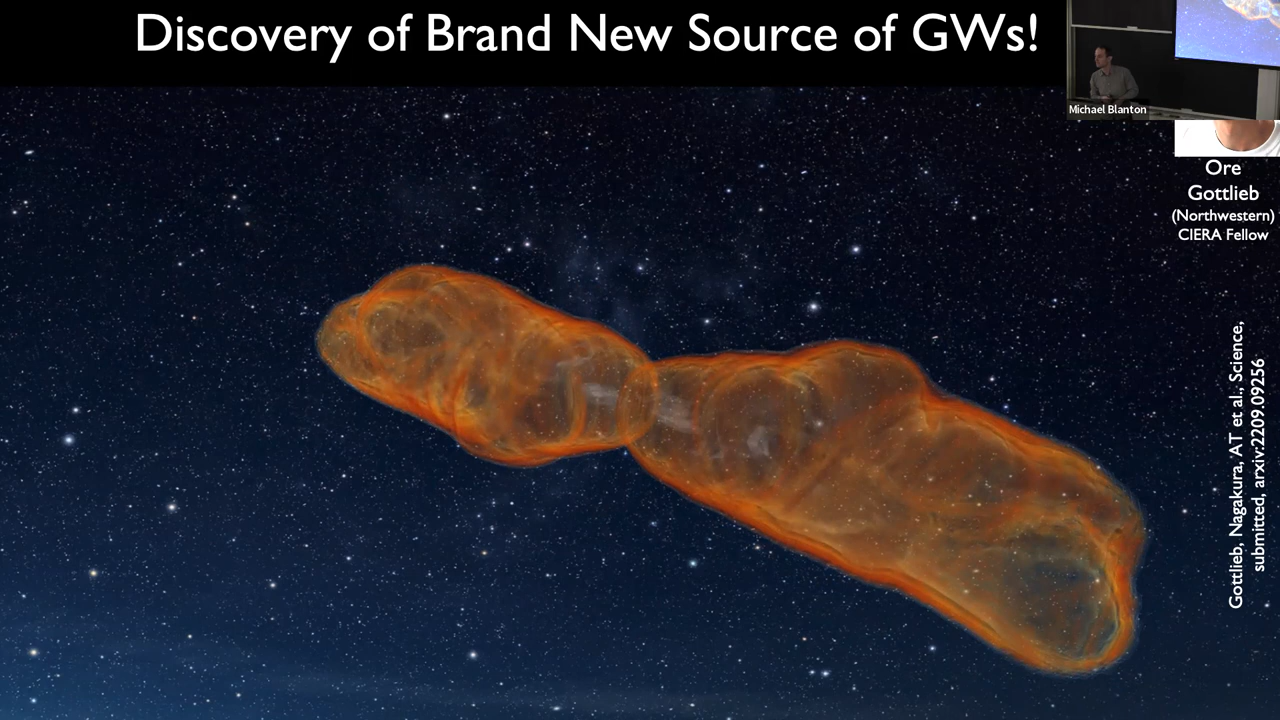 Discovery of Brand New Source of GWs!
Michael Blanton
Ore
Gottlieb
(Northwestern)
CIERA Fellow
Gottlieb, Nagakura, AT et al., Science,
submitted, arxiv:2209.09256